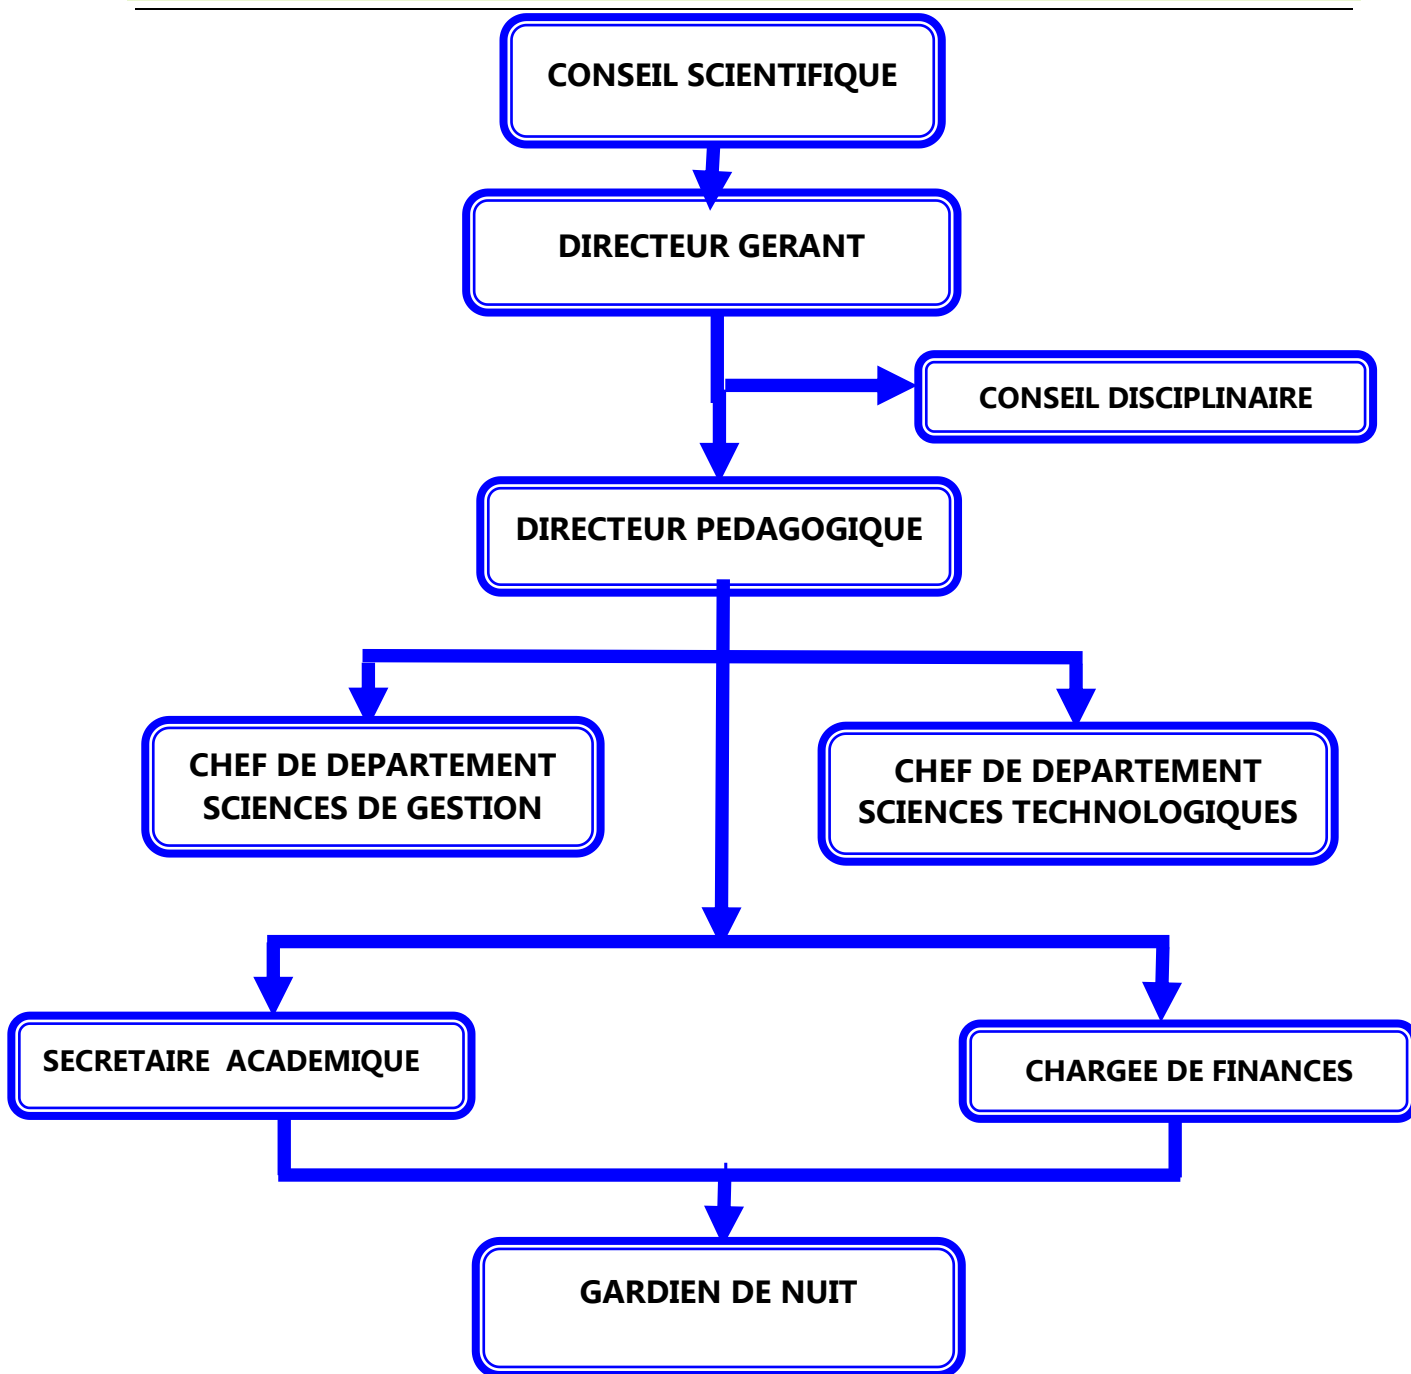 CONSEIL SCIENTIFIQUE
DIRECTEUR GERANT
CONSEIL DISCIPLINAIRE
DIRECTEUR PEDAGOGIQUE
CHEF DE DEPARTEMENT
SCIENCES DE GESTION
CHEF DE DEPARTEMENT
SCIENCES TECHNOLOGIQUES
SECRETAIRE ACADEMIQUE
CHARGEE DE FINANCES
GARDIEN DE NUIT